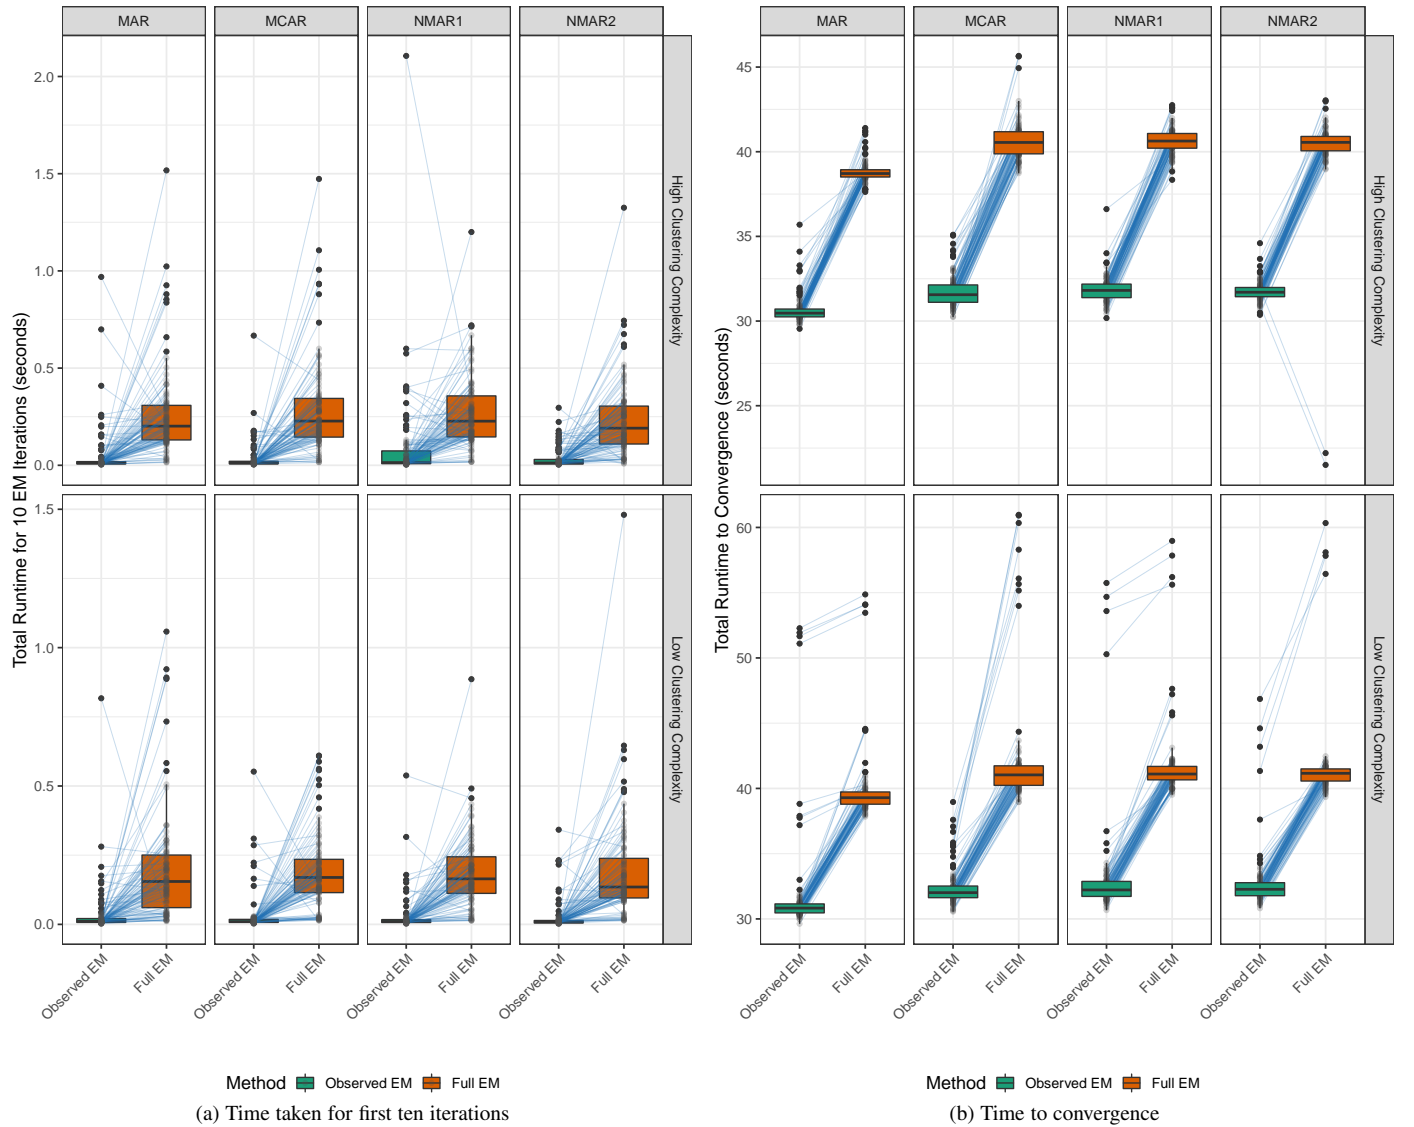 MAR
MCAR
NMAR1
NMAR2
Total Runtime for 10 EM Iterations (seconds)
2.0
1.5
1.0
0.5
0.0
High Clustering Complexity
1.5
1.0
0.5
0.0
Low Clustering Complexity
Observed EM
Full EM
Observed EM
Full EM
Observed EM
Full EM
Observed EM
Full EM
Method
Observed EM
Full EM
(a) Time taken for first ten iterations
MAR
MCAR
NMAR1
NMAR2
Total Runtime to Convergence (seconds)
45
40
35
30
25
High Clustering Complexity
60
50
40
30
Low Clustering Complexity
Observed EM
Full EM
Observed EM
Full EM
Observed EM
Full EM
Observed EM
Full EM
Method
Observed EM
Full EM
(b) Time to convergence